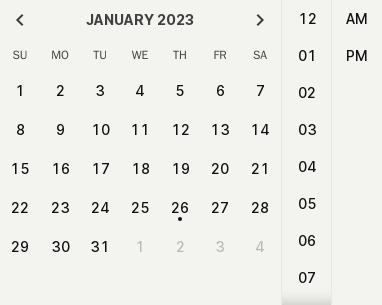 JANUARY 2023
SU MO TU WE TH FR SA
1 2 3 4 5 6 7
8 9 10 11 12 13 14
15 16 17 18 19 20 21
22 23 24 25 26 27 28
29 30 31 1 2 3 4
12
01
02
03
04
05
06
07
AM
PM